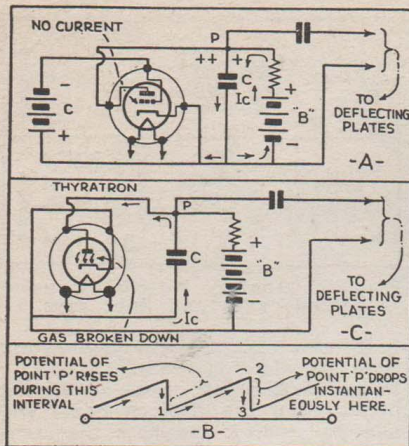 NO CURRENT
P
++ ++
-
C
+
C
Ic
+
"B"
-
TO
DEFLECTING
PLATES
-A-
THYRATRON
P
C
+
"B"
-
Ic
GAS BROKEN DOWN
TO
DEFLECTING
PLATES
-C-
POTENTIAL OF
POINT 'P' RISES
DURING THIS
INTERVAL
1
2
3
POTENTIAL OF
POINT 'P' DROPS
INSTANTAN-
EOUSLY HERE.
-B-